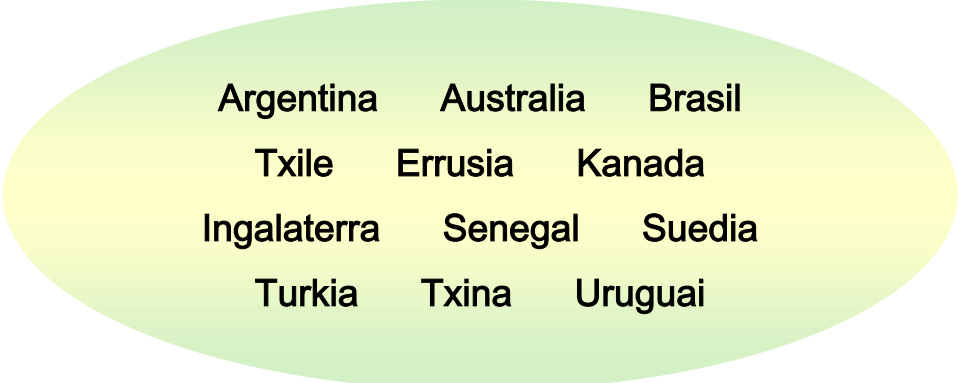 Argentina Australia Brasil
Txile Errusia Kanada
Ingalaterra Senegal Suedia
Turkia Txina Uruguai